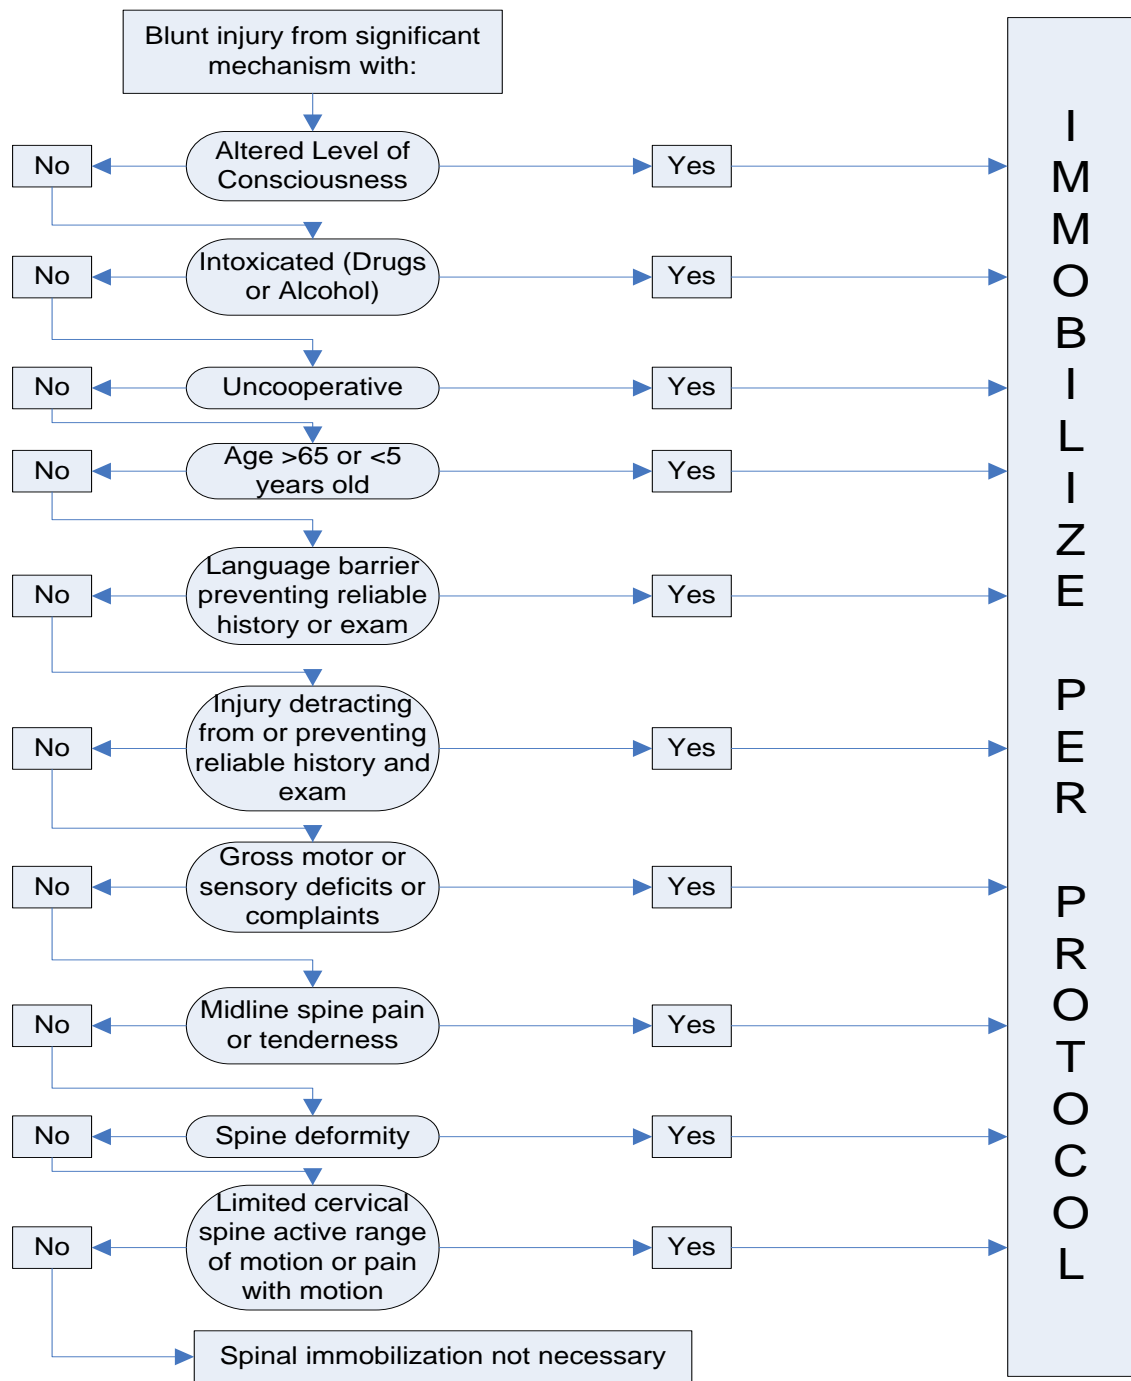 Blunt injury from significant
mechanism with:
No
Altered Level of
Consciousness
Yes
No
Intoxicated (Drugs
or Alcohol)
Yes
No
Uncooperative
Yes
No
Age >65 or <5
years old
Yes
No
Language barrier
preventing reliable
history or exam
Yes
No
Injury detracting
from or preventing
reliable history and
exam
Yes
No
Gross motor or
sensory deficits or
complaints
Yes
No
Midline spine pain
or tenderness
Yes
No
Spine deformity
Yes
No
Limited cervical
spine active range
of motion or pain
with motion
Yes
Spinal immobilization not necessary
IMMOBILIZE PER PROTOCOL